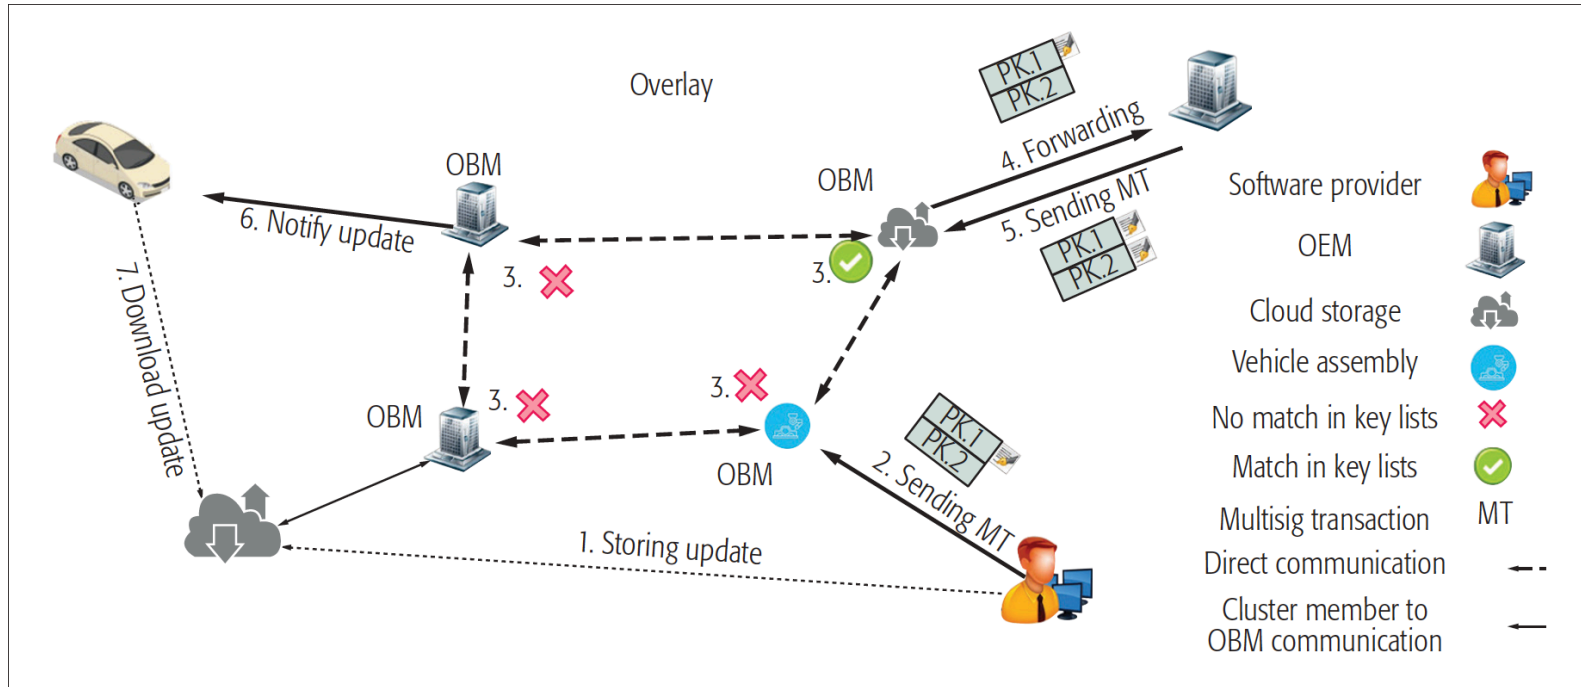 Overlay
PK.1
PK.2
OBM
OBM
4. Forwarding
5. Sending MT
PK.1
PK.2
6. Notify update
3.
3.
7. Download update
OBM
3.
3.
OBM
PK.1
PK.2
2. Sending MT
1. Storing update
Software provider
OEM
Cloud storage
Vehicle assembly
No match in key lists
Match in key lists
Multisig transaction
MT
Direct communication
Cluster member to
OBM communication